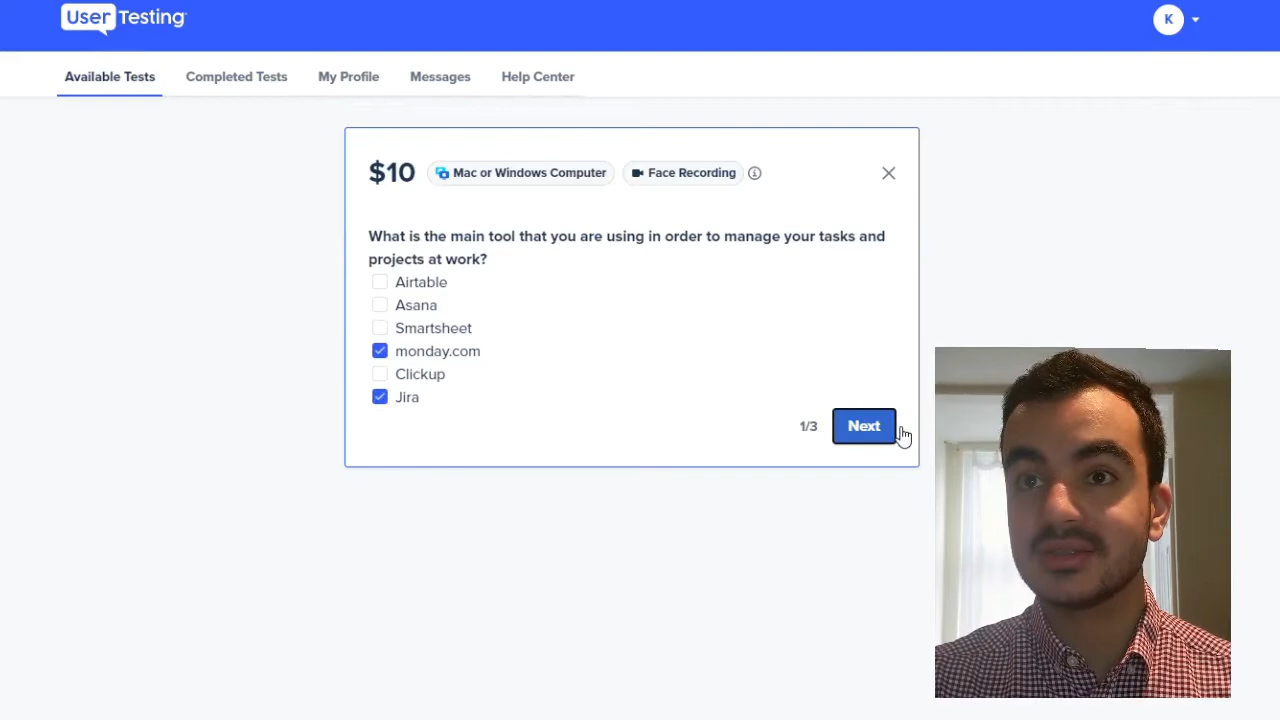 User Testing
K
Available Tests Completed Tests My Profile Messages Help Center
$10 Mac or Windows Computer Face Recording
What is the main tool that you are using in order to manage your tasks and
projects at work?
Airtable
Asana
Smartsheet
monday.com
Clickup
Jira
1/3 Next